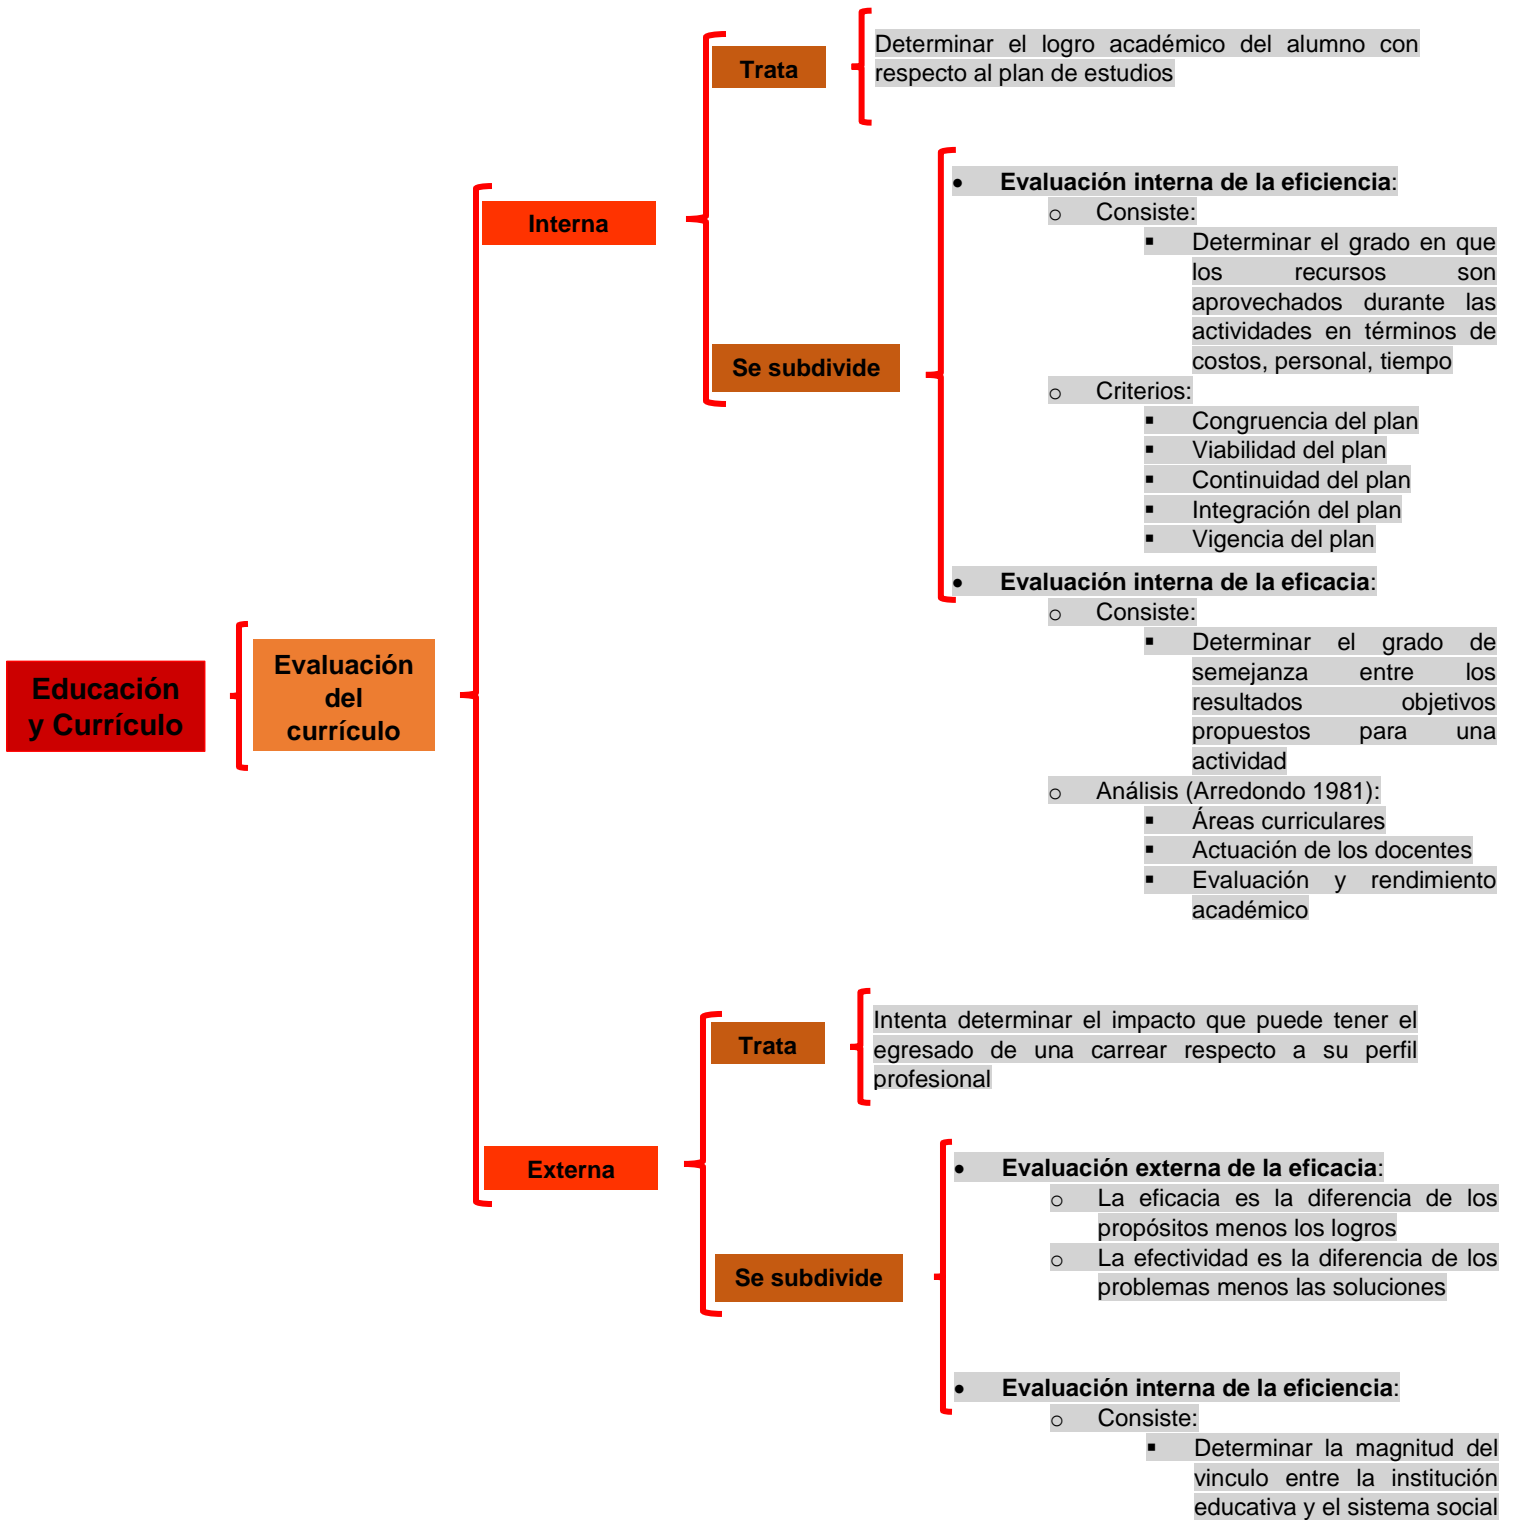 Educación
y Currículo
Evaluación
del
currículo
Interna
Trata
Determinar el logro académico del alumno con
respecto al plan de estudios
Se subdivide
• Evaluación interna de la eficiencia:
o Consiste:
▪ Determinar el grado en que
los recursos son
aprovechados durante las
actividades en términos de
costos, personal, tiempo
o Criterios:
▪ Congruencia del plan
▪ Viabilidad del plan
▪ Continuidad del plan
▪ Integración del plan
▪ Vigencia del plan
• Evaluación interna de la eficacia:
o Consiste:
▪ Determinar el grado de
semejanza entre los
resultados objetivos
propuestos para una
actividad
o Análisis (Arredondo 1981):
▪ Áreas curriculares
▪ Actuación de los docentes
▪ Evaluación y rendimiento
académico
Externa
Trata
Intenta determinar el impacto que puede tener el
egresado de una carrear respecto a su perfil
profesional
Se subdivide
• Evaluación externa de la eficacia:
o La eficacia es la diferencia de los
propósitos menos los logros
o La efectividad es la diferencia de los
problemas menos las soluciones
• Evaluación interna de la eficiencia:
o Consiste:
▪ Determinar la magnitud del
vinculo entre la institución
educativa y el sistema social